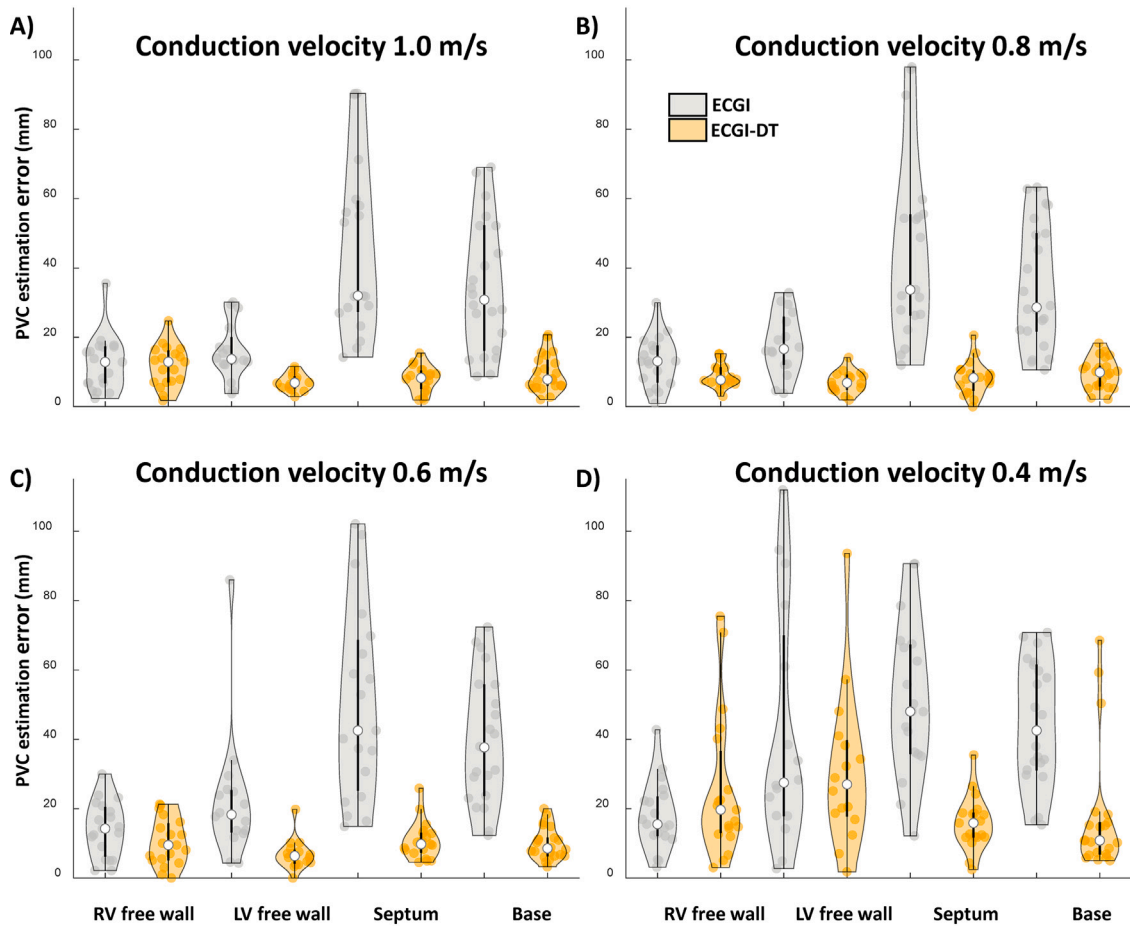 A)
Conduction velocity 1.0 m/s
PVC estimation error (mm)
100
80
60
40
20
0
B)
Conduction velocity 0.8 m/s
ECGI
ECGI-DT
100
80
60
40
20
0
C)
Conduction velocity 0.6 m/s
PVC estimation error (mm)
100
80
60
40
20
0
RV free wall
LV free wall
Septum
Base
D)
Conduction velocity 0.4 m/s
100
80
60
40
20
0
RV free wall
LV free wall
Septum
Base